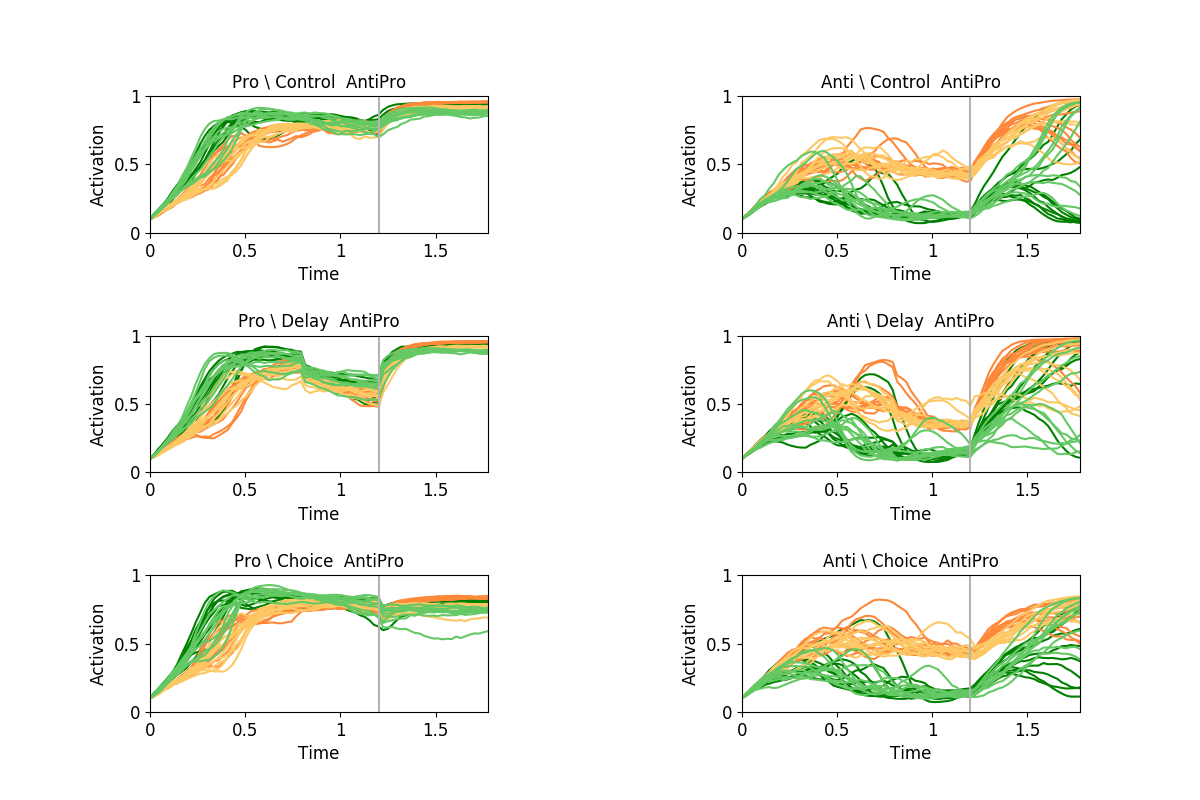 Pro \ Control  AntiPro
Activation
1
0.5
0
0
0.5
1
1.5
Time
Anti \ Control  AntiPro
Activation
1
0.5
0
0
0.5
1
1.5
Time
Pro \ Delay  AntiPro
Activation
1
0.5
0
0
0.5
1
1.5
Time
Anti \ Delay  AntiPro
Activation
1
0.5
0
0
0.5
1
1.5
Time
Pro \ Choice  AntiPro
Activation
1
0.5
0
0
0.5
1
1.5
Time
Anti \ Choice  AntiPro
Activation
1
0.5
0
0
0.5
1
1.5
Time